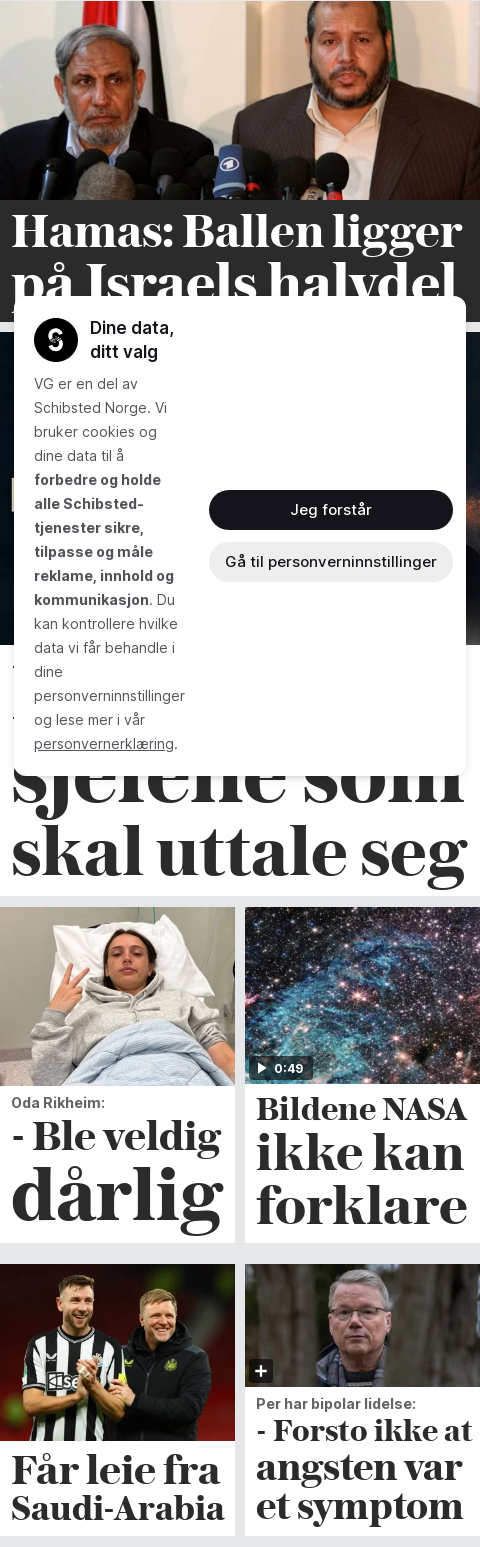 Hamas: Ballen ligger
på Israels halvdel
Dine data,
ditt valg
VG er en del av
Schibsted Norge. Vi
bruker cookies og
dine data til å
forbedre og holde
alle Schibsted-
tjenester sikre,
tilpasse og måle
reklame, innhold og
kommunikasjon. Du
kan kontrollere hvilke
data vi får behandle i
dine
personverninnstillinger
og lese mer i vår
personvernerklæring.
Jeg forstår
Gå til personverninnstillinger
sjefene som
skal uttale seg
0:49
Oda Rikheim:
- Ble veldig
dårlig
Bildene NASA
ikke kan
forklare
Får leie fra
Saudi-Arabia
Per har bipolar lidelse:
- Forsto ikke at
angsten var
et symptom